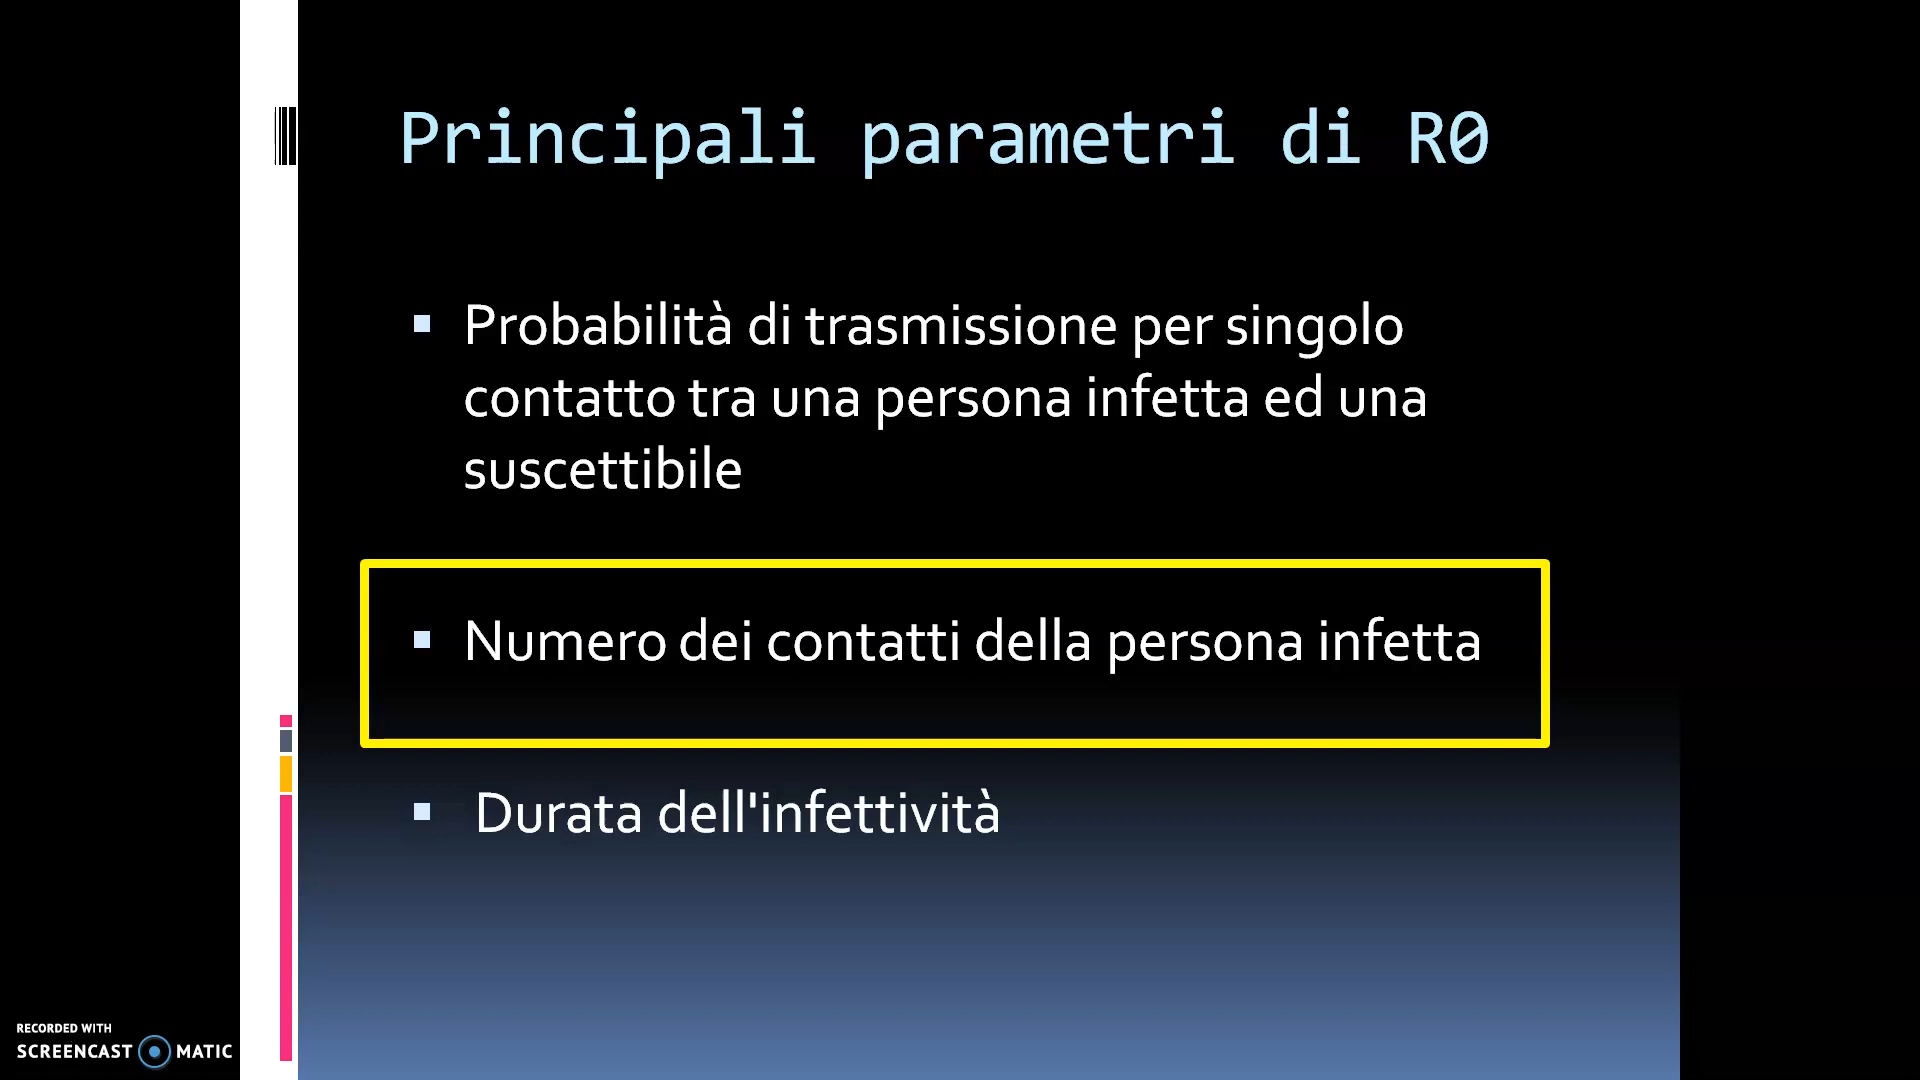 Principali parametri di R0
Probabilità di trasmissione per singolo
contatto tra una persona infetta ed una
suscettibile
Numero dei contatti della persona infetta
Durata dell'infettività
RECORDED WITH
SCREENCAST MATIC